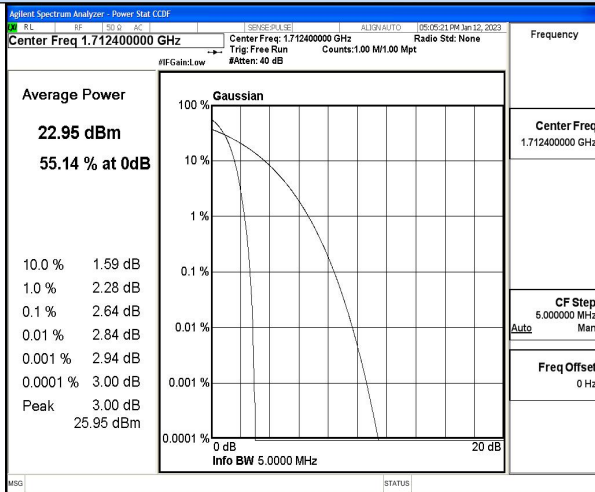 Agilent Spectrum Analyzer - Power Stat CCDF
RL RF 50 Ω AC SENSE:PULSE ALIGN AUTO 05:05:21 PM Jan 12, 2023
Center Freq 1.712400000 GHz
Center Freq: 1.712400000 GHz Radio Std: None
Trig: Free Run Counts:1.00 M/1.00 Mpt
#IFGain:Low #Atten: 40 dB
Frequency
Center Freq
1.712400000 GHz
CF Step
5.000000 MHz
Auto Man
Freq Offset
0 Hz
Average Power
22.95 dBm
55.14 % at 0dB
10.0 % 1.59 dB
1.0 % 2.28 dB
0.1 % 2.64 dB
0.01 % 2.84 dB
0.001 % 2.94 dB
0.0001 % 3.00 dB
Peak 3.00 dB
25.95 dBm
Gaussian
100 %
10 %
1 %
0.1 %
0.01 %
0.001 %
0.0001 %
0 dB 20 dB
Info BW 5.0000 MHz
MSG STATUS